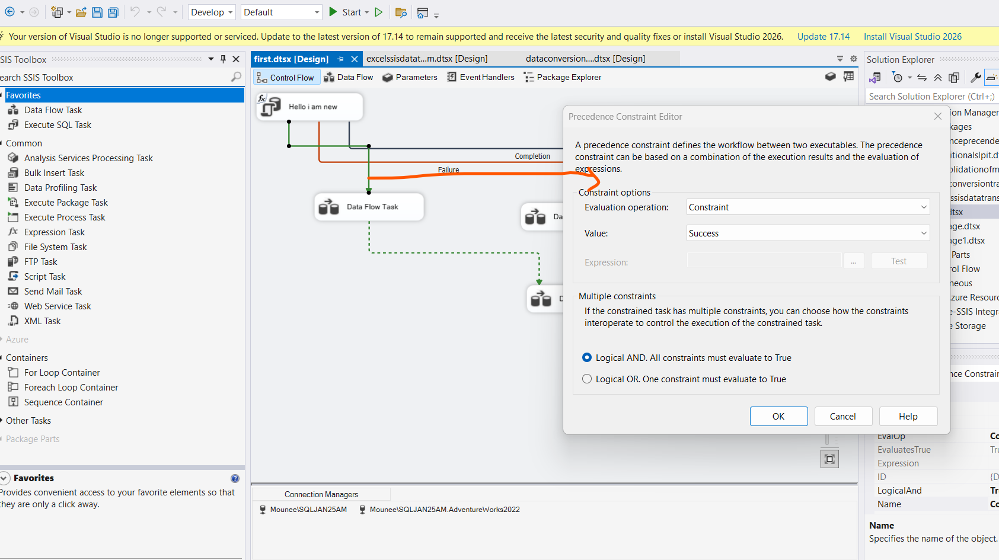 Develop
Default
Start
Your version of Visual Studio is no longer supported or serviced. Update to the latest version of 17.14 to remain supported and receive the latest security and quality fixes or install Visual Studio 2026. Update 17.14 Install Visual Studio 2026
SIS Toolbox
earch SSIS Toolbox
Favorites
Data Flow Task
Execute SQL Task
Common
Analysis Services Processing Task
Bulk Insert Task
Data Profiling Task
Execute Package Task
Execute Process Task
Expression Task
File System Task
FTP Task
Script Task
Send Mail Task
Web Service Task
XML Task
Azure
Containers
For Loop Container
Foreach Loop Container
Sequence Container
Other Tasks
Package Parts
Favorites
Provides convenient access to your favorite elements so that
they are only a click away.
first.dtsx [Design]
excelssisdatat...m.dtsx [Design]
dataconversion....dtsx [Design]
Control Flow
Data Flow
Parameters
Event Handlers
Package Explorer
fx
Hello i am new
Completion
Failure
Data Flow Task
Da
D
Connection Managers
Mounee\SQLJAN25AM
Mounee\SQLJAN25AM.AdventureWorks2022
Precedence Constraint Editor
A precedence constraint defines the workflow between two executables. The precedence
constraint can be based on a combination of the execution results and the evaluation of
expressions.
Constraint options
Evaluation operation: Constraint
Value: Success
Expression: ... Test
Multiple constraints
If the constrained task has multiple constraints, you can choose how the constraints
interoperate to control the execution of the constrained task.
Logical AND. All constraints must evaluate to True
Logical OR. One constraint must evaluate to True
OK Cancel Help
Solution Explorer
Search Solution Explorer (Ctrl+;)
ion Manager
kages
nceprecende
itionalslpit.d
olidationofm
conversiontra
ssisdatatrans
dtsx
age.dtsx
age1.dtsx
Parts
rol Flow
neous
zure Resourc
e-SSIS Integr
e Storage
nce Constrain
EvalOp Co
EvaluatesTrue Tru
Expression
ID {D
LogicalAnd Tru
Name Co
Name
Specifies the name of the object.